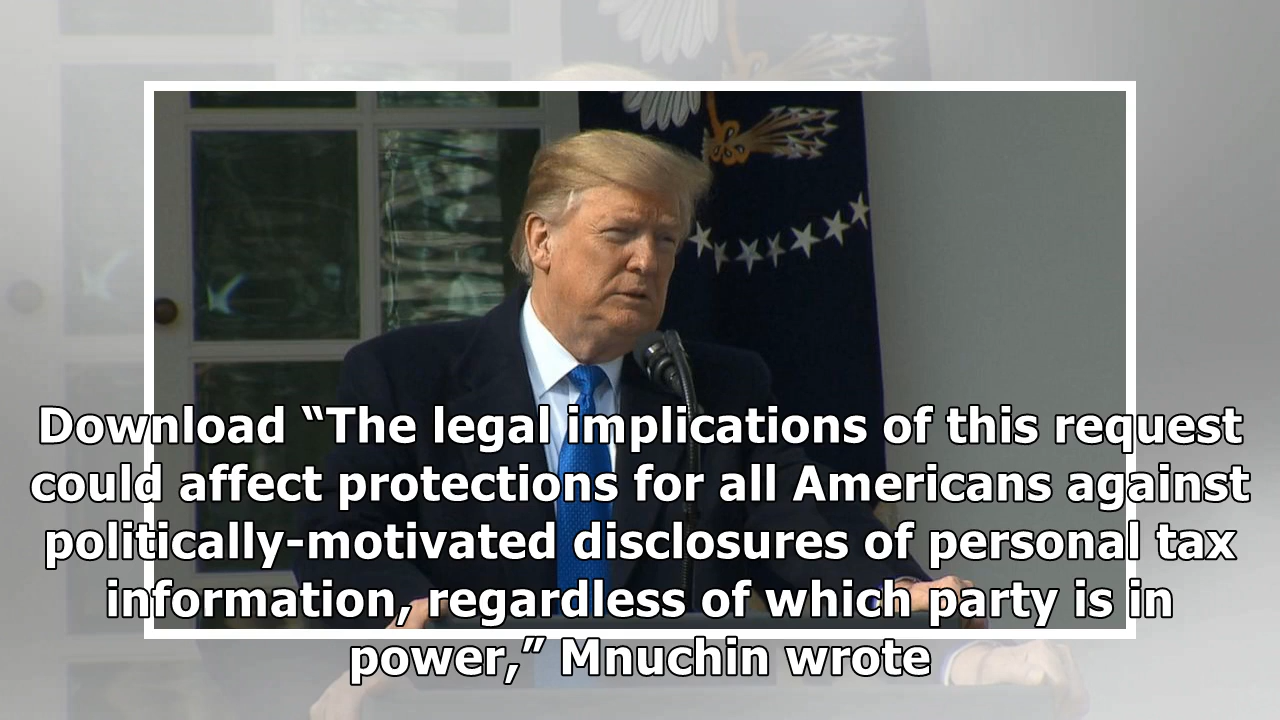 Download “The legal implications of this request
could affect protections for all Americans against
politically-motivated disclosures of personal tax
information, regardless of which party is in
power,” Mnuchin wrote